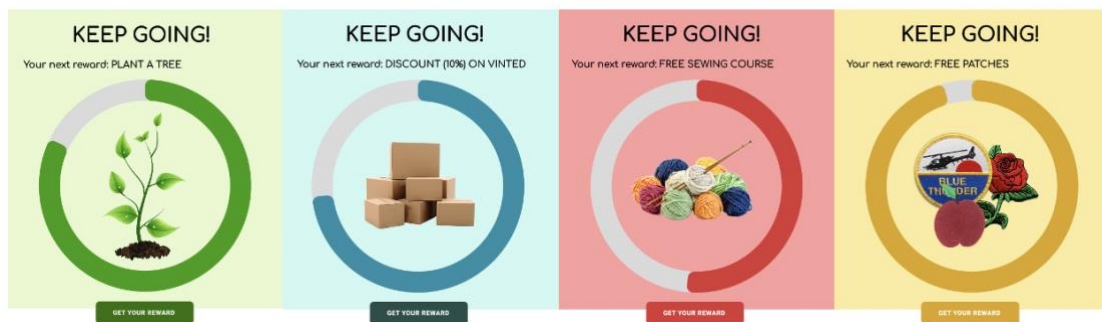 KEEP GOING!
Your next reward: PLANT A TREE
GET YOUR REWARD
KEEP GOING!
Your next reward: DISCOUNT (10%) ON VINTED
GET YOUR REWARD
KEEP GOING!
Your next reward: FREE SEWING COURSE
GET YOUR REWARD
KEEP GOING!
Your next reward: FREE PATCHES
BLUE
THUNDER
GET YOUR REWARD